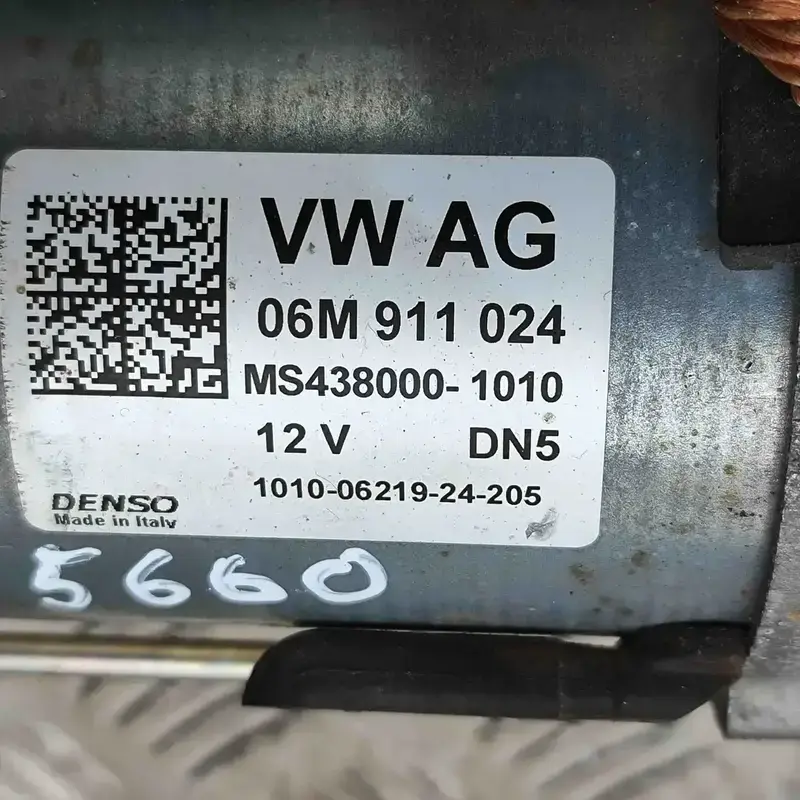 VW AG
06M 911 024
MS438000-1010
12 V DN5
1010-06219-24-205
DENSO
Made in Italy
5660